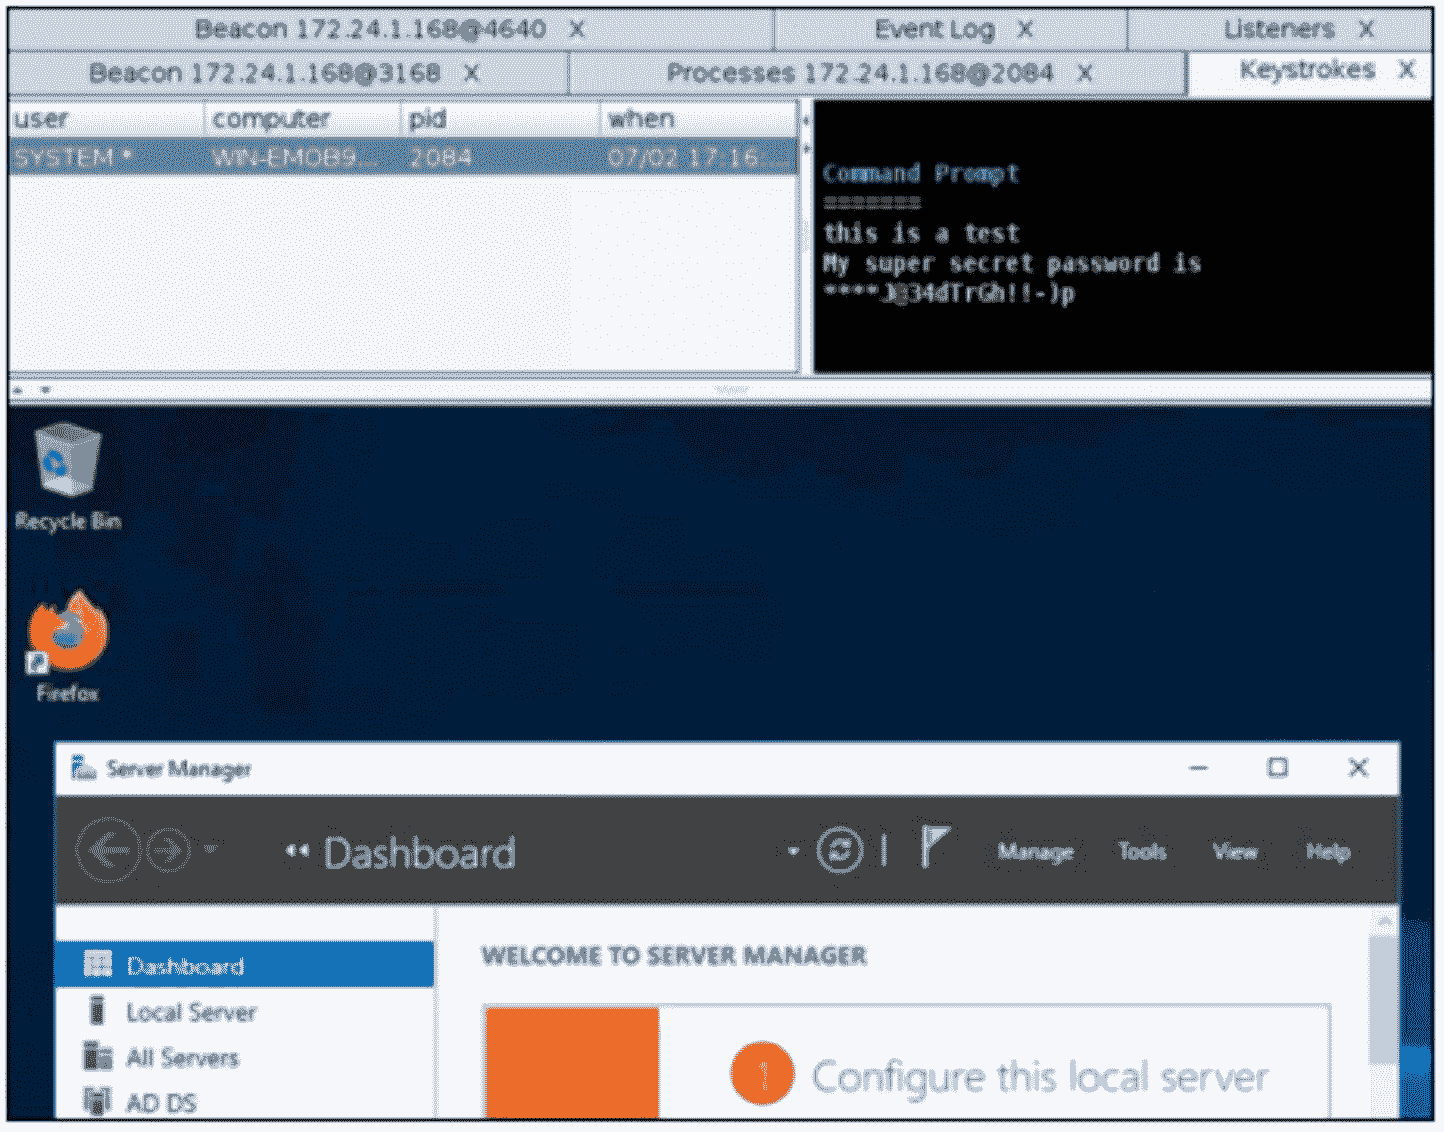 Beacon 172.24.1.168@4640 X Event Log X Listeners X
Beacon 172.24.1.168@3168 X Processes 172.24.1.168@2084 X Keystrokes X
user computer pid when
SYSTEM * WIN-EMOB9... 2084 07/02 17:16:...
Command Prompt
=======
this is a test
My super secret password is
****J@34dTrGh!!-)p
Recycle Bin
Firefox
Server Manager
Dashboard Manage Tools View Help
Dashboard
Local Server
All Servers
AD DS
WELCOME TO SERVER MANAGER
1 Configure this local server